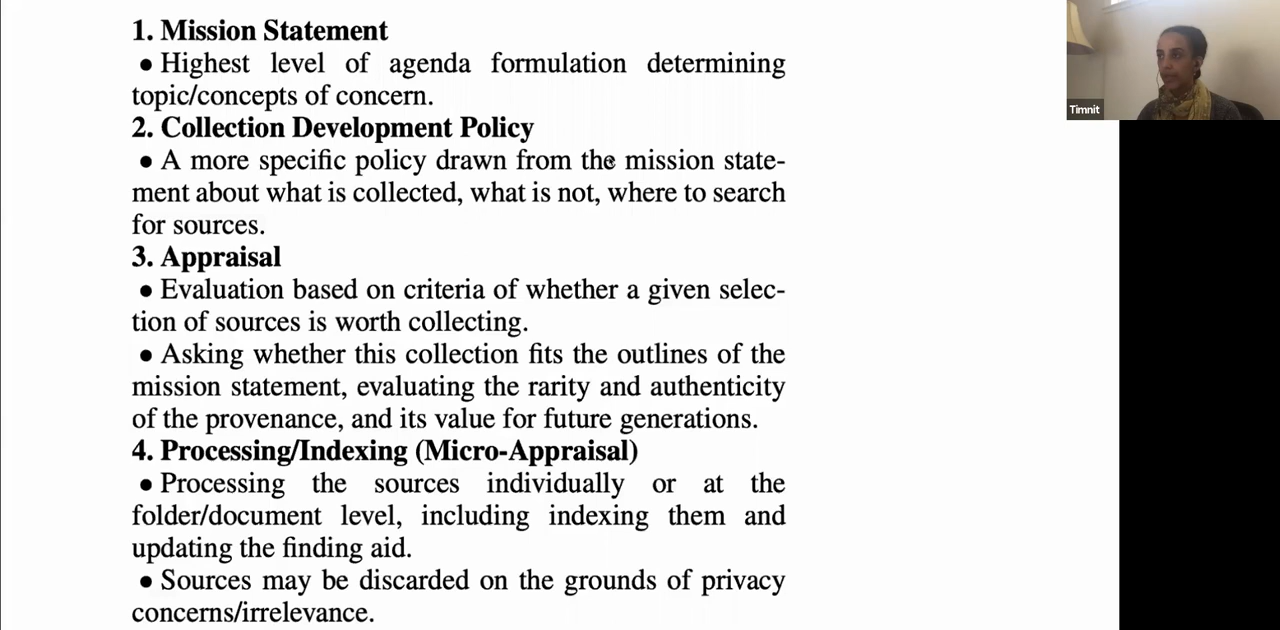 1. Mission Statement
• Highest level of agenda formulation determining
topic/concepts of concern.
2. Collection Development Policy
• A more specific policy drawn from the mission state-
ment about what is collected, what is not, where to search
for sources.
3. Appraisal
• Evaluation based on criteria of whether a given selec-
tion of sources is worth collecting.
• Asking whether this collection fits the outlines of the
mission statement, evaluating the rarity and authenticity
of the provenance, and its value for future generations.
4. Processing/Indexing (Micro-Appraisal)
• Processing the sources individually or at the
folder/document level, including indexing them and
updating the finding aid.
• Sources may be discarded on the grounds of privacy
concerns/irrelevance.
Timnit